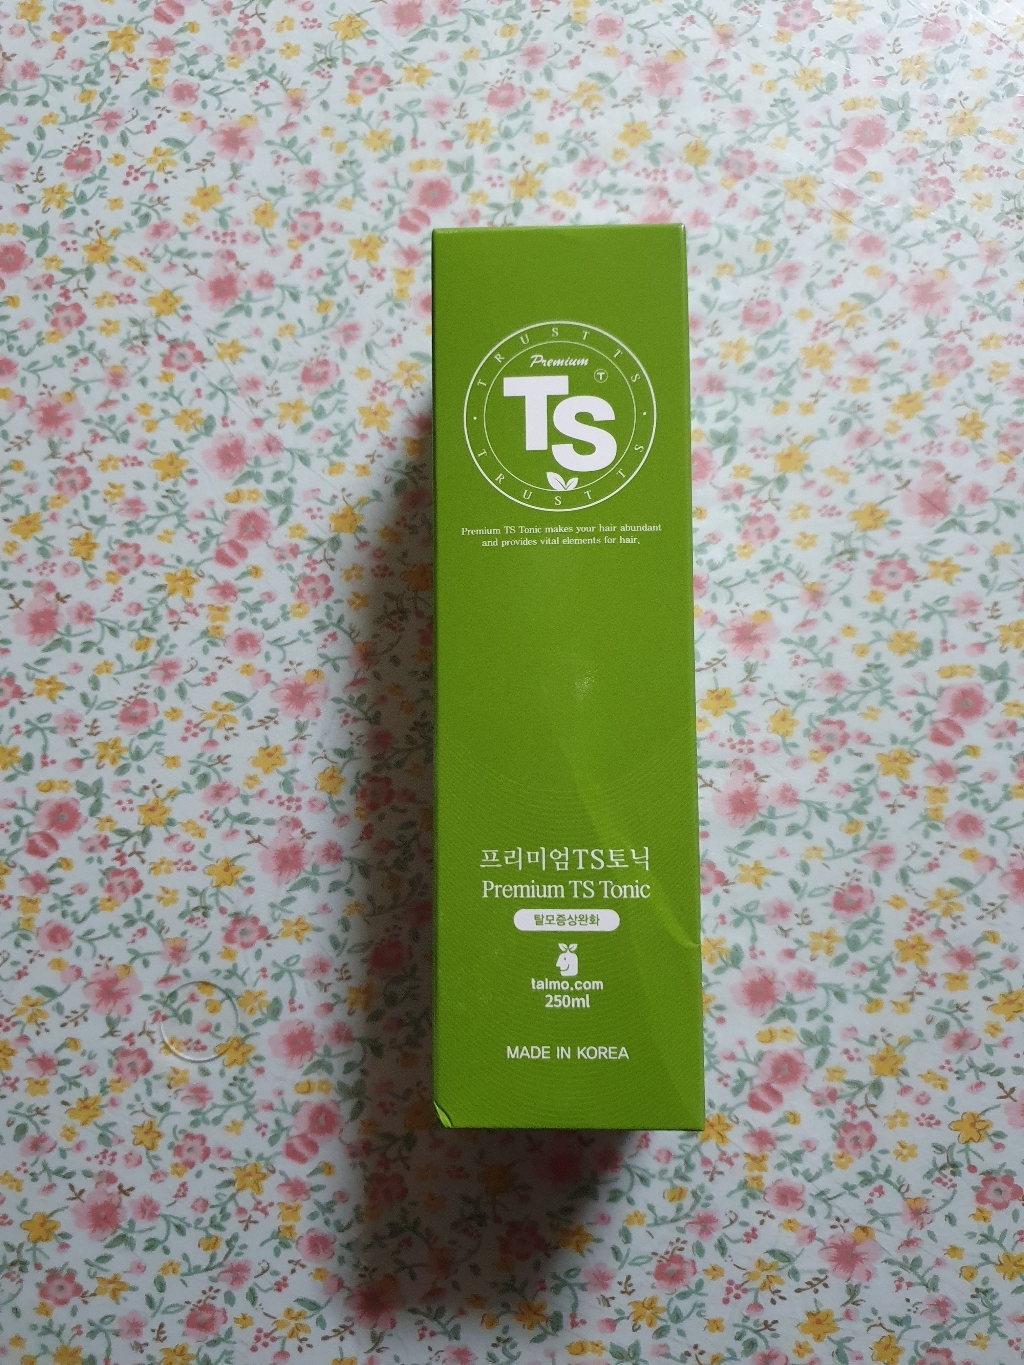 TRUST TS
Premium
T
TS
TRUST TS
Premium TS Tonic makes your hair abundant
and provides vital elements for hair.
프리미엄TS토닉
Premium TS Tonic
탈모증상완화
talmo.com
250ml
MADE IN KOREA